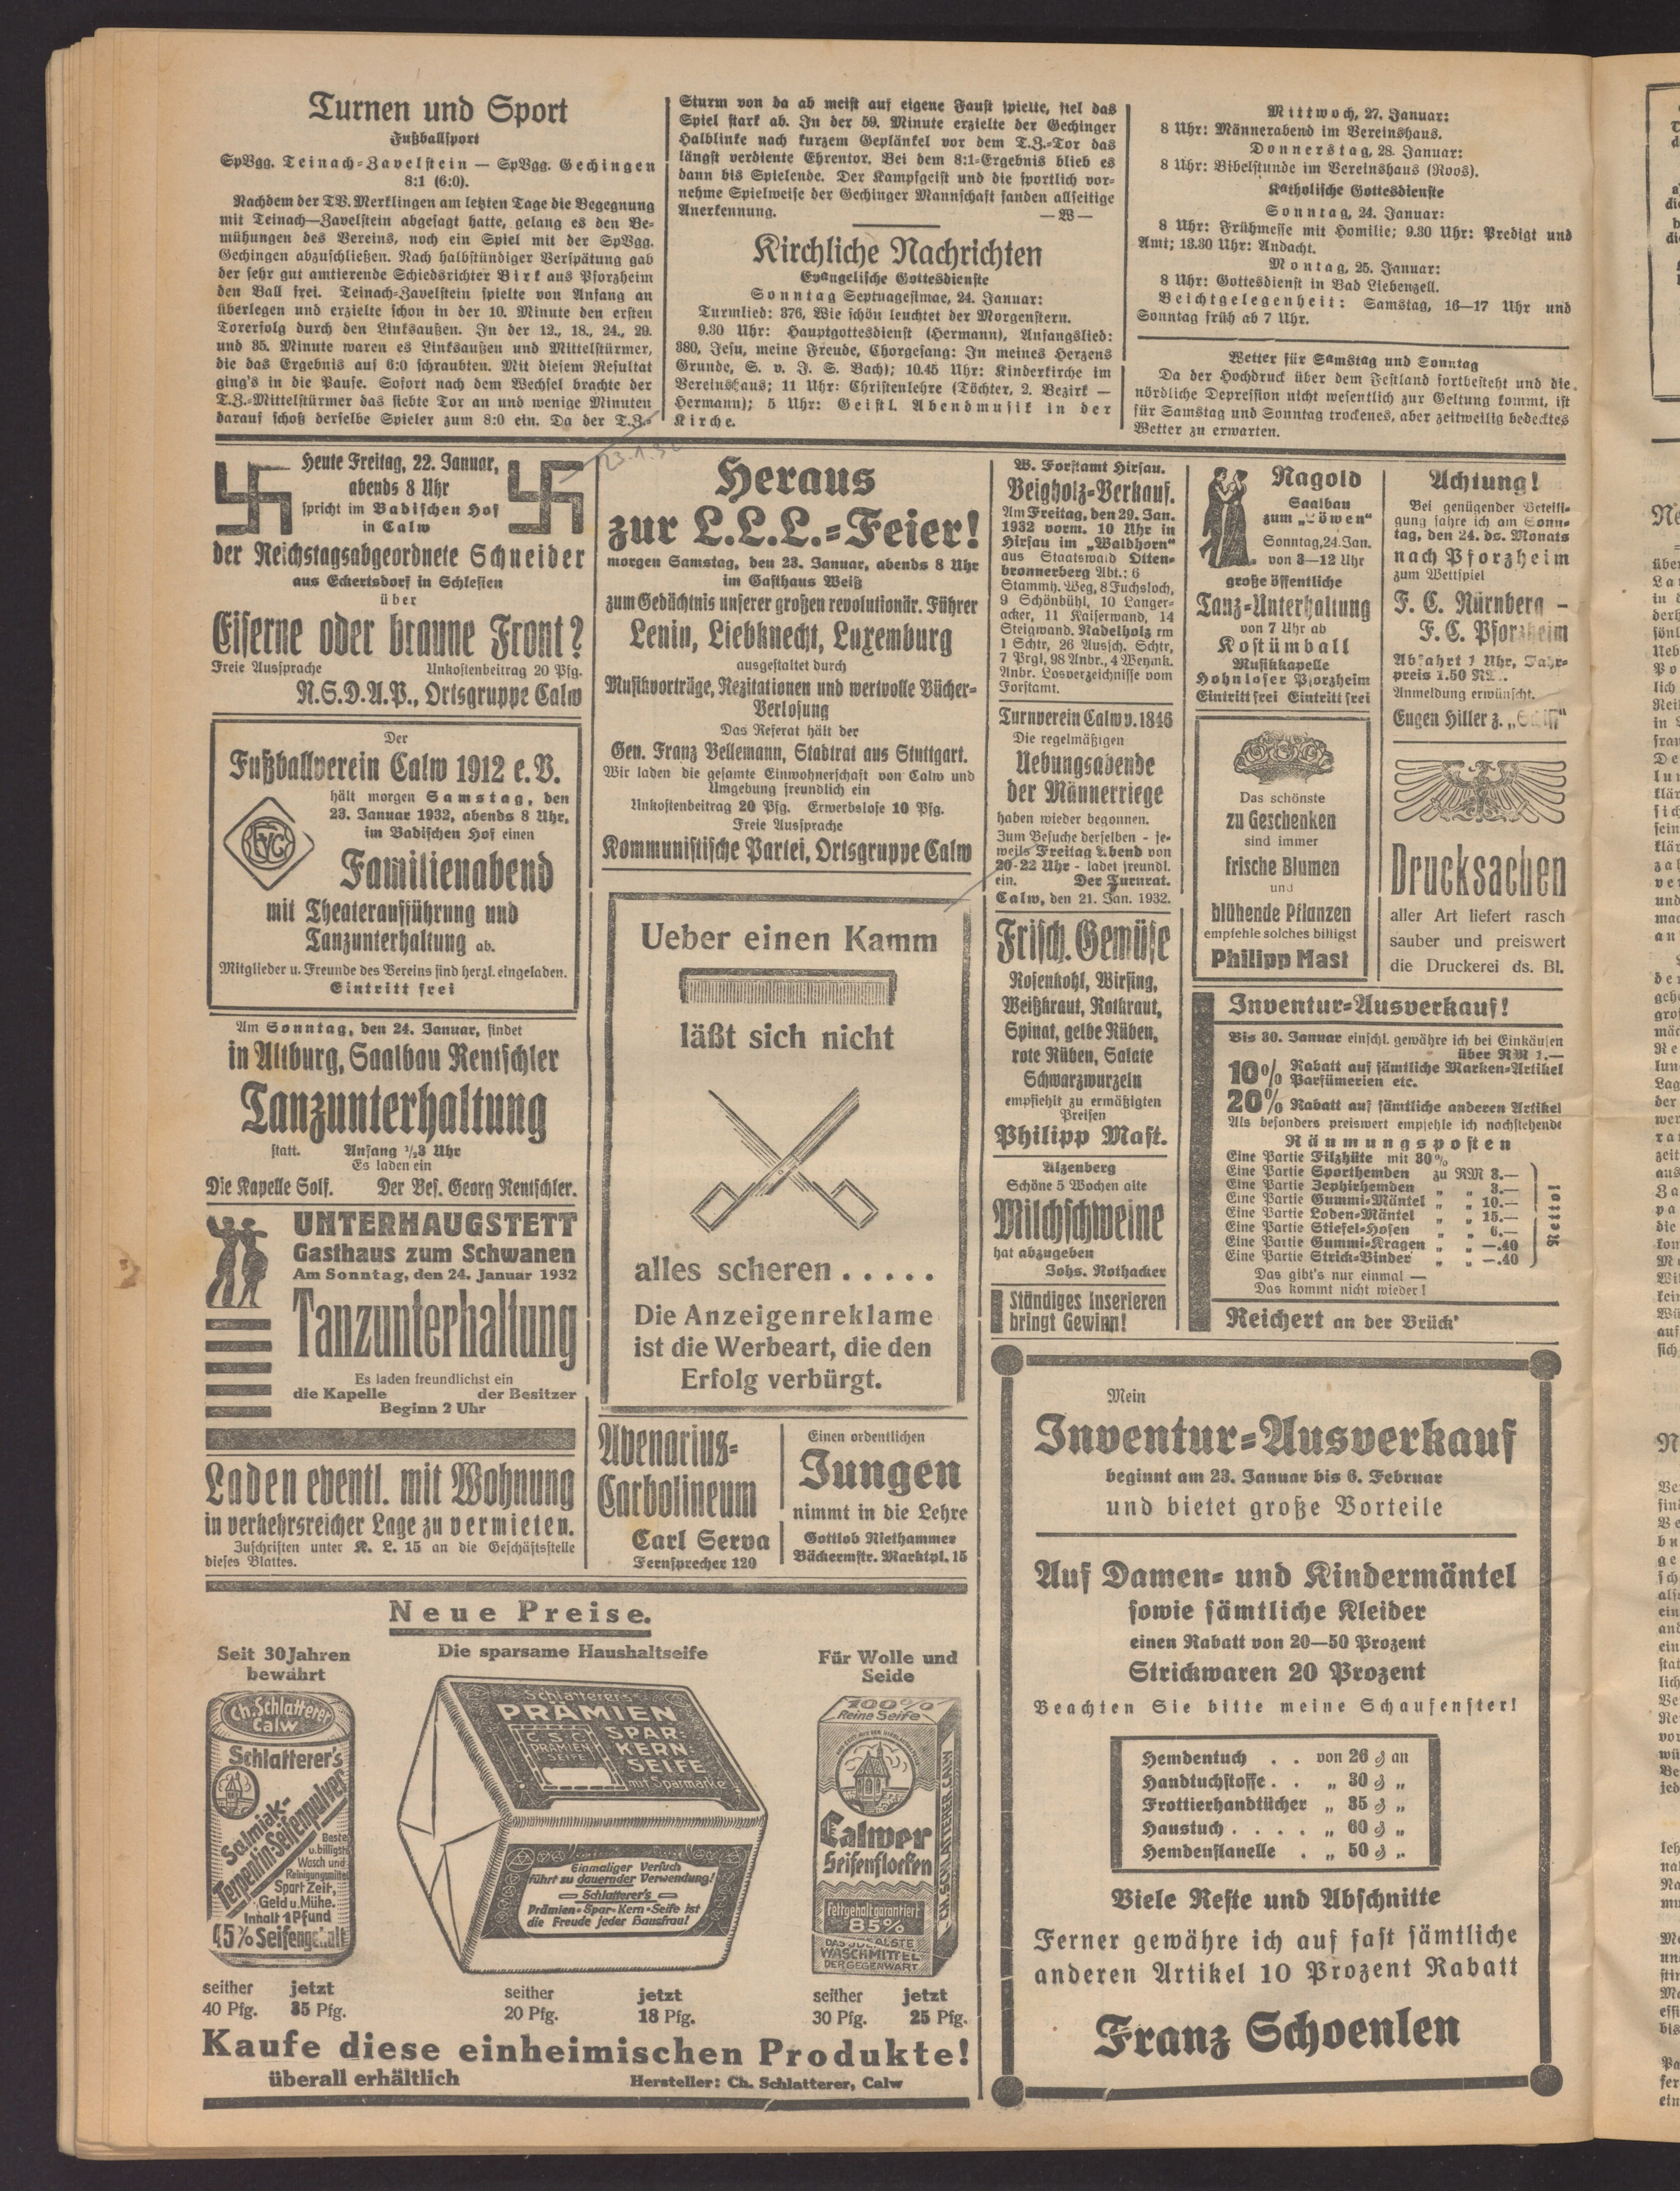 Turnen und Sport
Fußballsport
SpVgg. Teinach-Zavelstein — SpVgg. Gechingen
8:1 (6:0).
Nachdem der TV. Merklingen am letzten Tage die Begegnung
mit Teinach—Zavelstein abgesagt hatte, gelang es den Be-
mühungen des Vereins, noch ein Spiel mit der SpVgg.
Gechingen abzuschließen. Nach halbstündiger Verspätung gab
der sehr gut amtierende Schiedsrichter Birk aus Pforzheim
den Ball frei. Teinach-Zavelstein spielte von Anfang an
überlegen und erzielte schon in der 10. Minute den ersten
Torerfolg durch den Linksaußen. In der 12., 18., 24., 29.
und 35. Minute waren es Linksaußen und Mittelstürmer,
die das Ergebnis auf 6:0 schraubten. Mit diesem Resultat
ging's in die Pause. Sofort nach dem Wechsel brachte der
T.Z.-Mittelstürmer das siebte Tor an und wenige Minuten
darauf schoß derselbe Spieler zum 8:0 ein. Da der T.Z.-
Sturm von da ab meist auf eigene Faust spielte, fiel das
Spiel stark ab. In der 59. Minute erzielte der Gechinger
Halblinke nach kurzem Geplänkel vor dem T.Z.-Tor das
längst verdiente Ehrentor. Bei dem 8:1-Ergebnis blieb es
dann bis Spielende. Der Kampfgeist und die sportlich vor-
nehme Spielweise der Gechinger Mannschaft fanden allseitige
Anerkennung. —W—
Kirchliche Nachrichten
Evangelische Gottesdienste
Sonntag Septuagesimae, 24. Januar:
Turmlied: 376, Wie schön leuchtet der Morgenstern.
9.30 Uhr: Hauptgottesdienst (Hermann), Anfangslied:
380, Jesu, meine Freude, Chorgesang: In meines Herzens
Grunde, S. v. J. S. Bach); 10.45 Uhr: Kinderkirche im
Vereinshaus; 11 Uhr: Christenlehre (Töchter, 2. Bezirk —
Hermann); 5 Uhr: Geistl. Abendmusik in der
Kirche.
Mittwoch, 27. Januar:
8 Uhr: Männerabend im Vereinshaus.
Donnerstag, 28. Januar:
8 Uhr: Bibelstunde im Vereinshaus (Roos).
Katholische Gottesdienste
Sonntag, 24. Januar:
8 Uhr: Frühmesse mit Homilie; 9.30 Uhr: Predigt und
Amt; 13.30 Uhr: Andacht.
Montag, 25. Januar:
8 Uhr: Gottesdienst in Bad Liebenzell.
Beichtgelegenheit: Samstag, 16—17 Uhr und
Sonntag früh ab 7 Uhr.
Wetter für Samstag und Sonntag
Da der Hochdruck über dem Festland fortbesteht und die
nördliche Depression nicht wesentlich zur Geltung kommt, ist
für Samstag und Sonntag trockenes, aber zeitweilig bedecktes
Wetter zu erwarten.
23.1.32
Heute Freitag, 22. Januar,
abends 8 Uhr
spricht im Badischen Hof
in Calw
der Reichstagsabgeordnete Schneider
aus Eckertsdorf in Schlesien
über
Eiserne oder braune Front?
Freie Aussprache Unkostenbeitrag 20 Pfg.
N.S.D.A.P., Ortsgruppe Calw
Der
Fußballverein Calw 1912 e.V.
hält morgen Samstag, den
23. Januar 1932, abends 8 Uhr,
im Badischen Hof einen
FVC
Familienabend
mit Theateraufführung und
Tanzunterhaltung ab.
Mitglieder u. Freunde des Vereins sind herzl. eingeladen.
Eintritt frei
Am Sonntag, den 24. Januar, findet
in Altburg, Saalbau Rentschler
Tanzunterhaltung
statt. Anfang ½3 Uhr
Es laden ein
Die Kapelle Solf. Der Bes. Georg Rentschler.
UNTERHAUGSTETT
Gasthaus zum Schwanen
Am Sonntag, den 24. Januar 1932
Tanzunterhaltung
Es laden freundlichst ein
die Kapelle der Besitzer
Beginn 2 Uhr
Laden eventl. mit Wohnung
in verkehrsreicher Lage zu vermieten.
Zuschriften unter K. L. 15 an die Geschäftsstelle
dieses Blattes.
Heraus
zur L.L.L.-Feier!
morgen Samstag, den 23. Januar, abends 8 Uhr
im Gasthaus Weiß
zum Gedächtnis unserer großen revolutionär. Führer
Lenin, Liebknecht, Luxemburg
ausgestaltet durch
Musikvorträge, Rezitationen und wertvolle Bücher-
Verlosung
Das Referat hält der
Gen. Franz Bellemann, Stadtrat aus Stuttgart.
Wir laden die gesamte Einwohnerschaft von Calw und
Umgebung freundlich ein
Unkostenbeitrag 20 Pfg. Erwerbslose 10 Pfg.
Freie Aussprache
Kommunistische Partei, Ortsgruppe Calw
Ueber einen Kamm
läßt sich nicht
alles scheren . . . . .
Die Anzeigenreklame
ist die Werbeart, die den
Erfolg verbürgt.
Avenarius-
Carbolineum
Carl Serva
Fernsprecher 120
Einen ordentlichen
Jungen
nimmt in die Lehre
Gottlob Niethammer
Bäckermstr. Marktpl. 15
W. Forstamt Hirsau.
Beigholz-Verkauf.
Am Freitag, den 29. Jan.
1932 vorm. 10 Uhr in
Hirsau im „Waldhorn"
aus Staatswald Otten-
bronnerberg Abt.: 6
Stammh. Weg, 8 Fuchsloch,
9 Schönbühl, 10 Langer-
acker, 11 Kaiserwand, 14
Steigwand. Nadelholz rm
1 Schtr, 26 Aussch. Schtr,
7 Prgl, 98 Anbr., 4 Weymk.
Anbr. Losverzeichnisse vom
Forstamt.
Turnverein Calw v. 1846
Die regelmäßigen
Uebungsabende
der Männerriege
haben wieder begonnen.
Zum Besuche derselben - je-
weils Freitag Abend von
20-22 Uhr - ladet freundl.
ein. Der Turnrat.
Calw, den 21. Jan. 1932.
Frisch. Gemüse
Rosenkohl, Wirsing,
Weißkraut, Rotkraut,
Spinat, gelbe Rüben,
rote Rüben, Salate
Schwarzwurzeln
empfiehlt zu ermäßigten
Preisen
Philipp Mast.
Alzenberg
Schöne 5 Wochen alte
Milchschweine
hat abzugeben
Johs. Rothacker
Ständiges Inserieren
bringt Gewinn!
Nagold
Saalbau
zum „Löwen"
Sonntag, 24. Jan.
von 3—12 Uhr
große öffentliche
Tanz-Unterhaltung
von 7 Uhr ab
Kostümball
Musikkapelle
Hohnloser Pforzheim
Eintritt frei Eintritt frei
Das schönste
zu Geschenken
sind immer
frische Blumen
und
blühende Pflanzen
empfehle solches billigst
Philipp Mast
Achtung!
Bei genügender Beteili-
gung fahre ich am Sonn-
tag, den 24. ds. Monats
nach Pforzheim
zum Wettspiel
F. C. Nürnberg –
F. C. Pforzheim
Abfahrt 1 Uhr, Fahr-
preis 1.50 RM.
Anmeldung erwünscht.
Eugen Hiller z. „Schiff"
Drucksachen
aller Art liefert rasch
sauber und preiswert
die Druckerei ds. Bl.
Inventur-Ausverkauf!
Bis 30. Januar einschl. gewähre ich bei Einkäufen
über RM 1.—
10% Rabatt auf sämtliche Marken-Artikel
Parfümerien etc.
20% Rabatt auf sämtliche anderen Artikel
Als besonders preiswert empfehle ich nachstehende
Räumungsposten
Eine Partie Filzhüte mit 30%
Eine Partie Sporthemden zu RM 3.—
Eine Partie Zephirhemden „ „ 3.—
Eine Partie Gummi-Mäntel „ „ 10.—
Eine Partie Loden-Mäntel „ „ 15.—
Eine Partie Stiefel-Hosen „ „ 6.—
Eine Partie Gummi-Kragen „ „ —.40
Eine Partie Strick-Binder „ „ —.40
Netto!
Das gibt's nur einmal —
Das kommt nicht wieder!
Reichert an der Brück'
Neue Preise.
Seit 30 Jahren
bewährt
Ch. Schlatterer
Calw
Schlatterer's
Salmiak-
Terpentin-Seifenpulver
Beste
u. billigste
Wasch und
Reinigungsmittel
Spart Zeit,
Geld u. Mühe.
Inhalt 1 Pfund
45% Seifengehalt
seither jetzt
40 Pfg. 35 Pfg.
Die sparsame Haushaltseife
Schlatterer's
PRÄMIEN
SPAR-
KERN-
SEIFE
mit Sparmarke
C.S.C.
PRÄMIEN
SEIFE
Einmaliger Versuch
führt zu dauernder Verwendung!
Schlatterer's
Prämien-Spar-Kern-Seife ist
die Freude jeder Hausfrau!
seither jetzt
20 Pfg. 18 Pfg.
Für Wolle und
Seide
100%
Reine Seife
Calwer
Seifenflocken
Fettgehalt garantiert
85%
DAS IDEALSTE
WASCHMITTEL
DER GEGENWART
CH. SCHLATTERER CALW
seither jetzt
30 Pfg. 25 Pfg.
Kaufe diese einheimischen Produkte!
überall erhältlich Hersteller: Ch. Schlatterer, Calw
Mein
Inventur-Ausverkauf
beginnt am 23. Januar bis 6. Februar
und bietet große Vorteile
Auf Damen- und Kindermäntel
sowie sämtliche Kleider
einen Rabatt von 20—50 Prozent
Strickwaren 20 Prozent
Beachten Sie bitte meine Schaufenster!
Hemdentuch . . von 26 ₰ an
Handtuchstoffe . . „ 30 ₰ „
Frottierhandtücher „ 35 ₰ „
Haustuch . . . . „ 60 ₰ „
Hemdenflanelle . „ 50 ₰ „
Viele Reste und Abschnitte
Ferner gewähre ich auf fast sämtliche
anderen Artikel 10 Prozent Rabatt
Franz Schoenlen